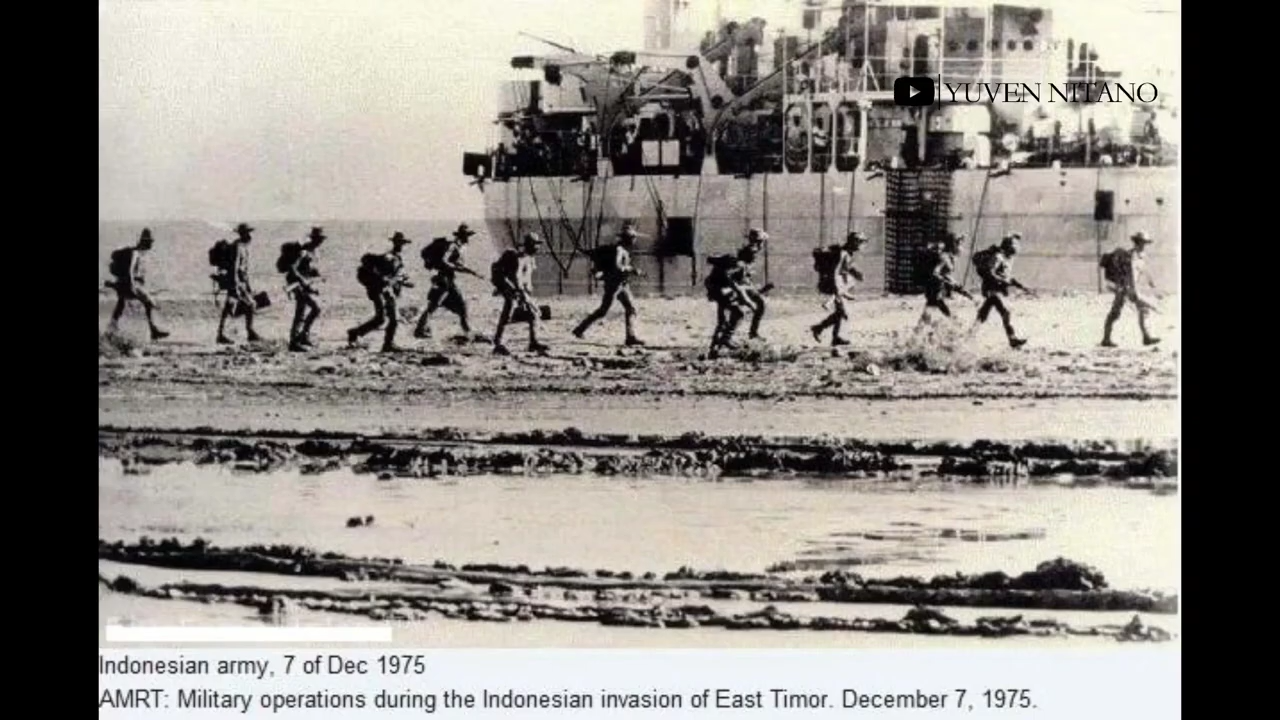 YUVEN NITANO
Indonesian army, 7 of Dec 1975
AMRT: Military operations during the Indonesian invasion of East Timor. December 7, 1975.